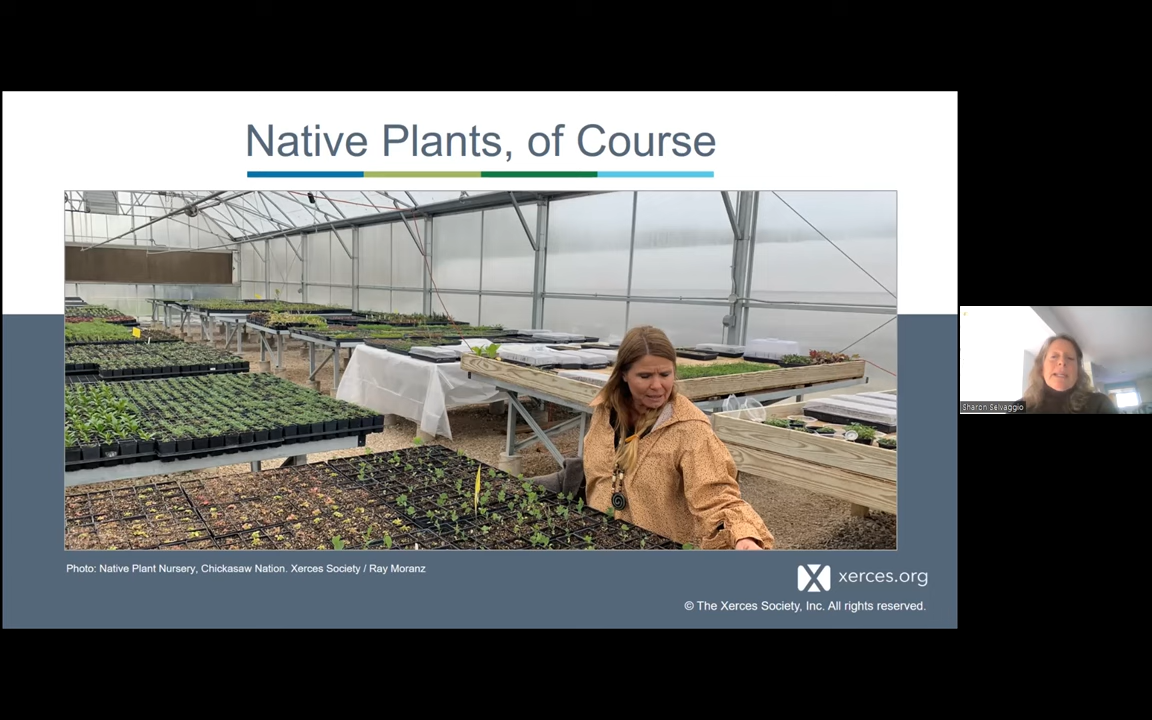 Native Plants, of Course
Photo: Native Plant Nursery, Chickasaw Nation. Xerces Society / Ray Moranz
xerces.org
© The Xerces Society, Inc. All rights reserved.
Sharon Selvaggio